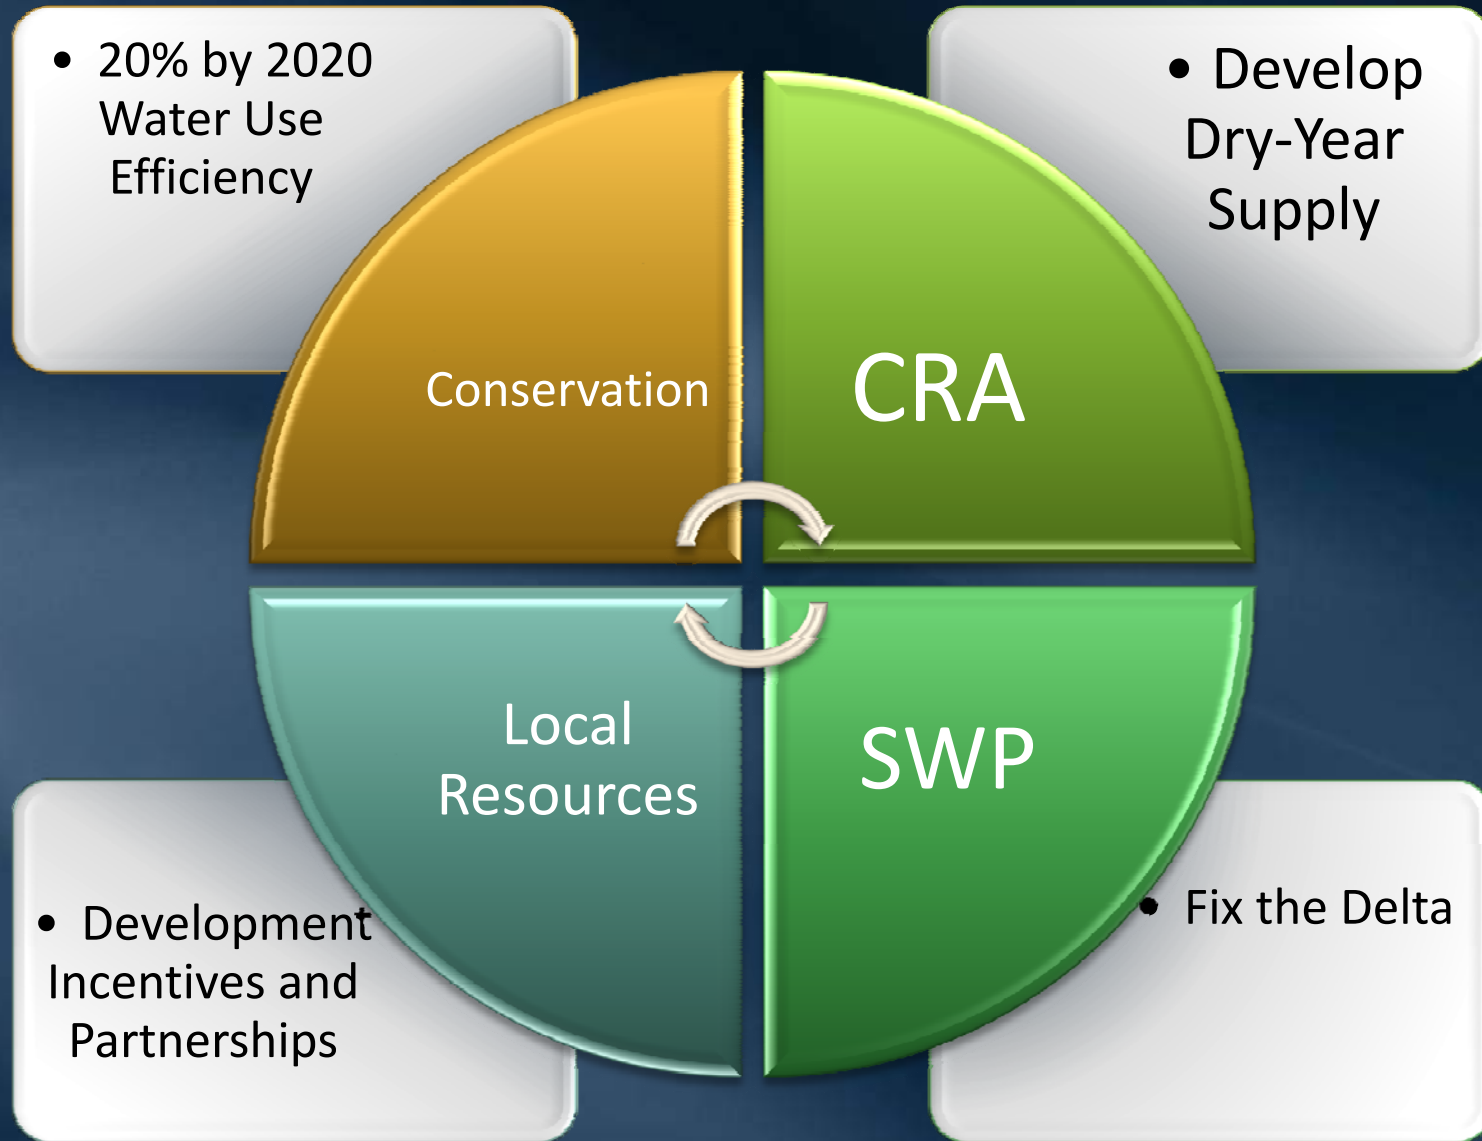 • 20% by 2020
Water Use
Efficiency
• Develop
Dry-Year
Supply
Conservation
CRA
Local
Resources
SWP
• Development
Incentives and
Partnerships
• Fix the Delta